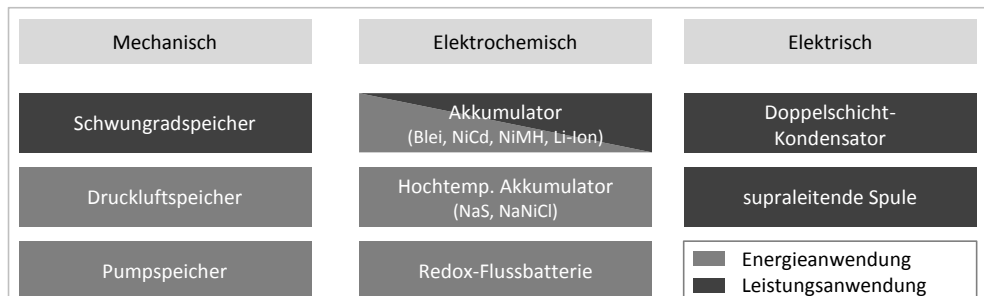 Mechanisch
Elektrochemisch
Elektrisch
Schwungradspeicher
Akkumulator
(Blei, NiCd, NiMH, Li-Ion)
Doppelschicht-
Kondensator
Druckluftspeicher
Hochtemp. Akkumulator
(NaS, NaNiCl)
supraleitende Spule
Pumpspeicher
Redox-Flussbatterie
Energieanwendung
Leistungsanwendung